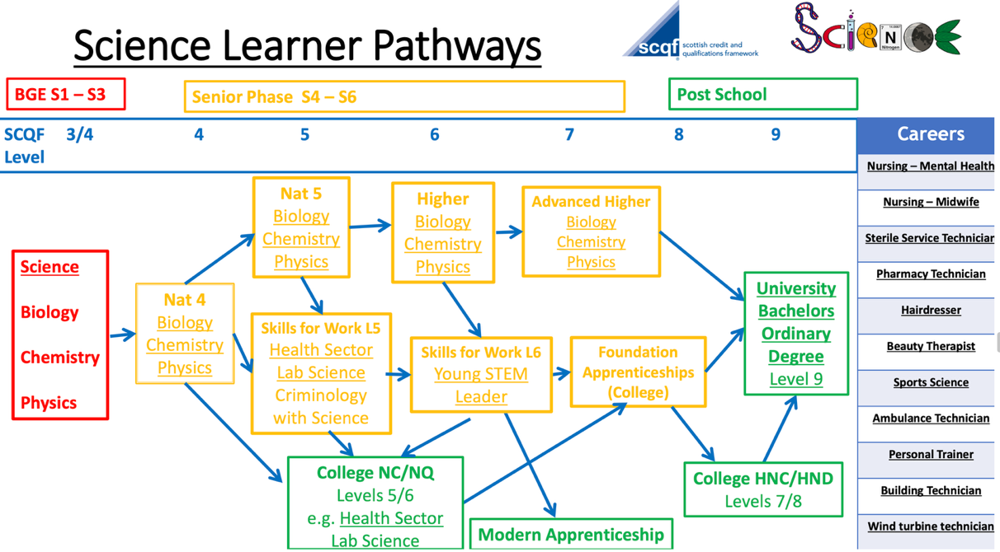 Science Learner Pathways
scqf
scottish credit and
qualifications framework
SCIENCE
7 14.0067
N
Nitrogen
BGE S1 – S3
Senior Phase S4 – S6
Post School
SCQF 3/4 4 5 6 7 8 9
Level
Careers
Nursing – Mental Health
Nursing – Midwife
Sterile Service Technician
Pharmacy Technician
Hairdresser
Beauty Therapist
Sports Science
Ambulance Technician
Personal Trainer
Building Technician
Wind turbine technician
Science
Biology
Chemistry
Physics
Nat 4
Biology
Chemistry
Physics
Nat 5
Biology
Chemistry
Physics
Higher
Biology
Chemistry
Physics
Advanced Higher
Biology
Chemistry
Physics
Skills for Work L5
Health Sector
Lab Science
Criminology
with Science
Skills for Work L6
Young STEM
Leader
Foundation
Apprenticeships
(College)
University
Bachelors
Ordinary
Degree
Level 9
College NC/NQ
Levels 5/6
e.g. Health Sector
Lab Science
Modern Apprenticeship
College HNC/HND
Levels 7/8